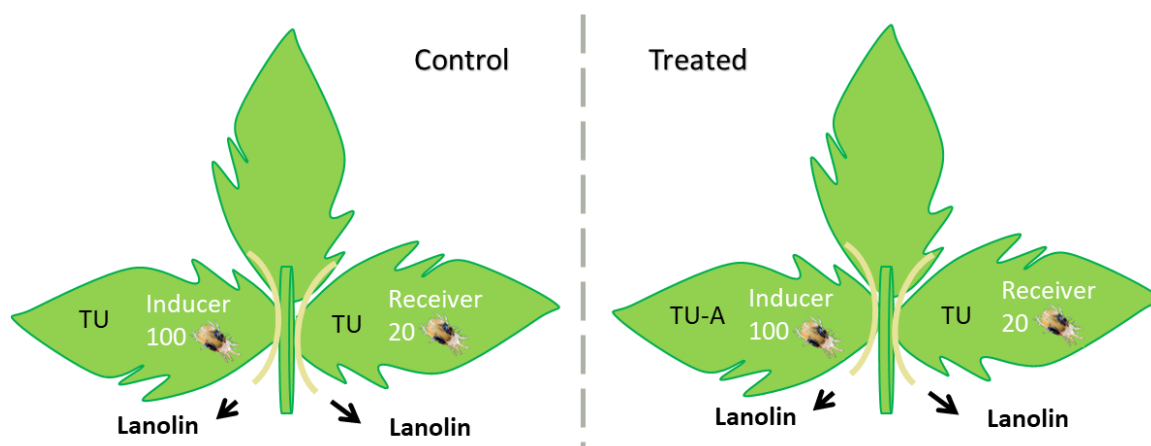 Control
Treated
TU
Inducer
100
TU
Receiver
20
Lanolin
Lanolin
TU-A
Inducer
100
TU
Receiver
20
Lanolin
Lanolin